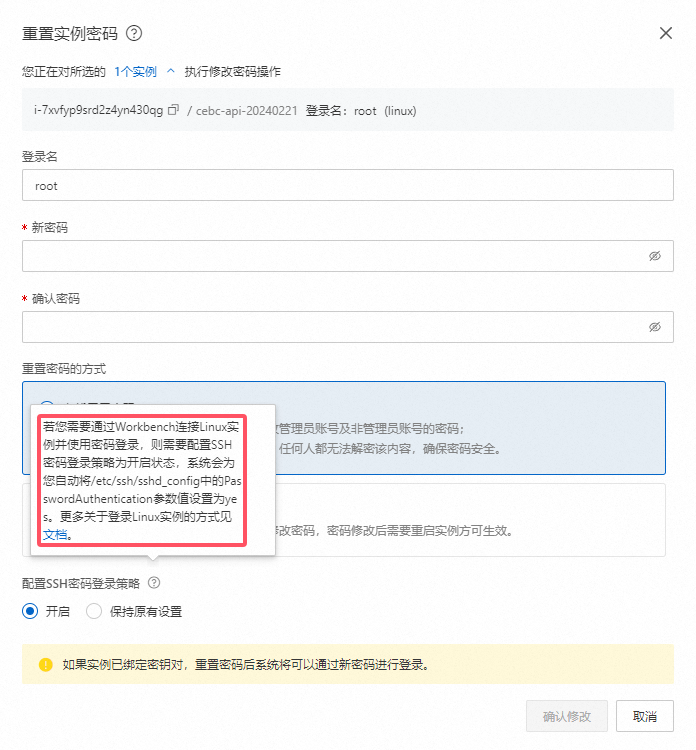 重置实例密码
您正在对所选的 1个实例 执行修改密码操作
i-7xvfyp9srd2z4yn430qg / cebc-api-20240221 登录名：root (linux)
登录名
root
* 新密码
* 确认密码
重置密码的方式
管理员账号及非管理员账号的密码；
任何人都无法解密该内容，确保密码安全。
若您需要通过Workbench连接Linux实
例并使用密码登录，则需要配置SSH
密码登录策略为开启状态，系统会为
您自动将/etc/ssh/sshd_config中的Pas
swordAuthentication参数值设置为ye
s。更多关于登录Linux实例的方式见
文档。
修改密码，密码修改后需要重启实例方可生效。
配置SSH密码登录策略
开启 保持原有设置
如果实例已绑定密钥对，重置密码后系统将可以通过新密码进行登录。
确认修改 取消